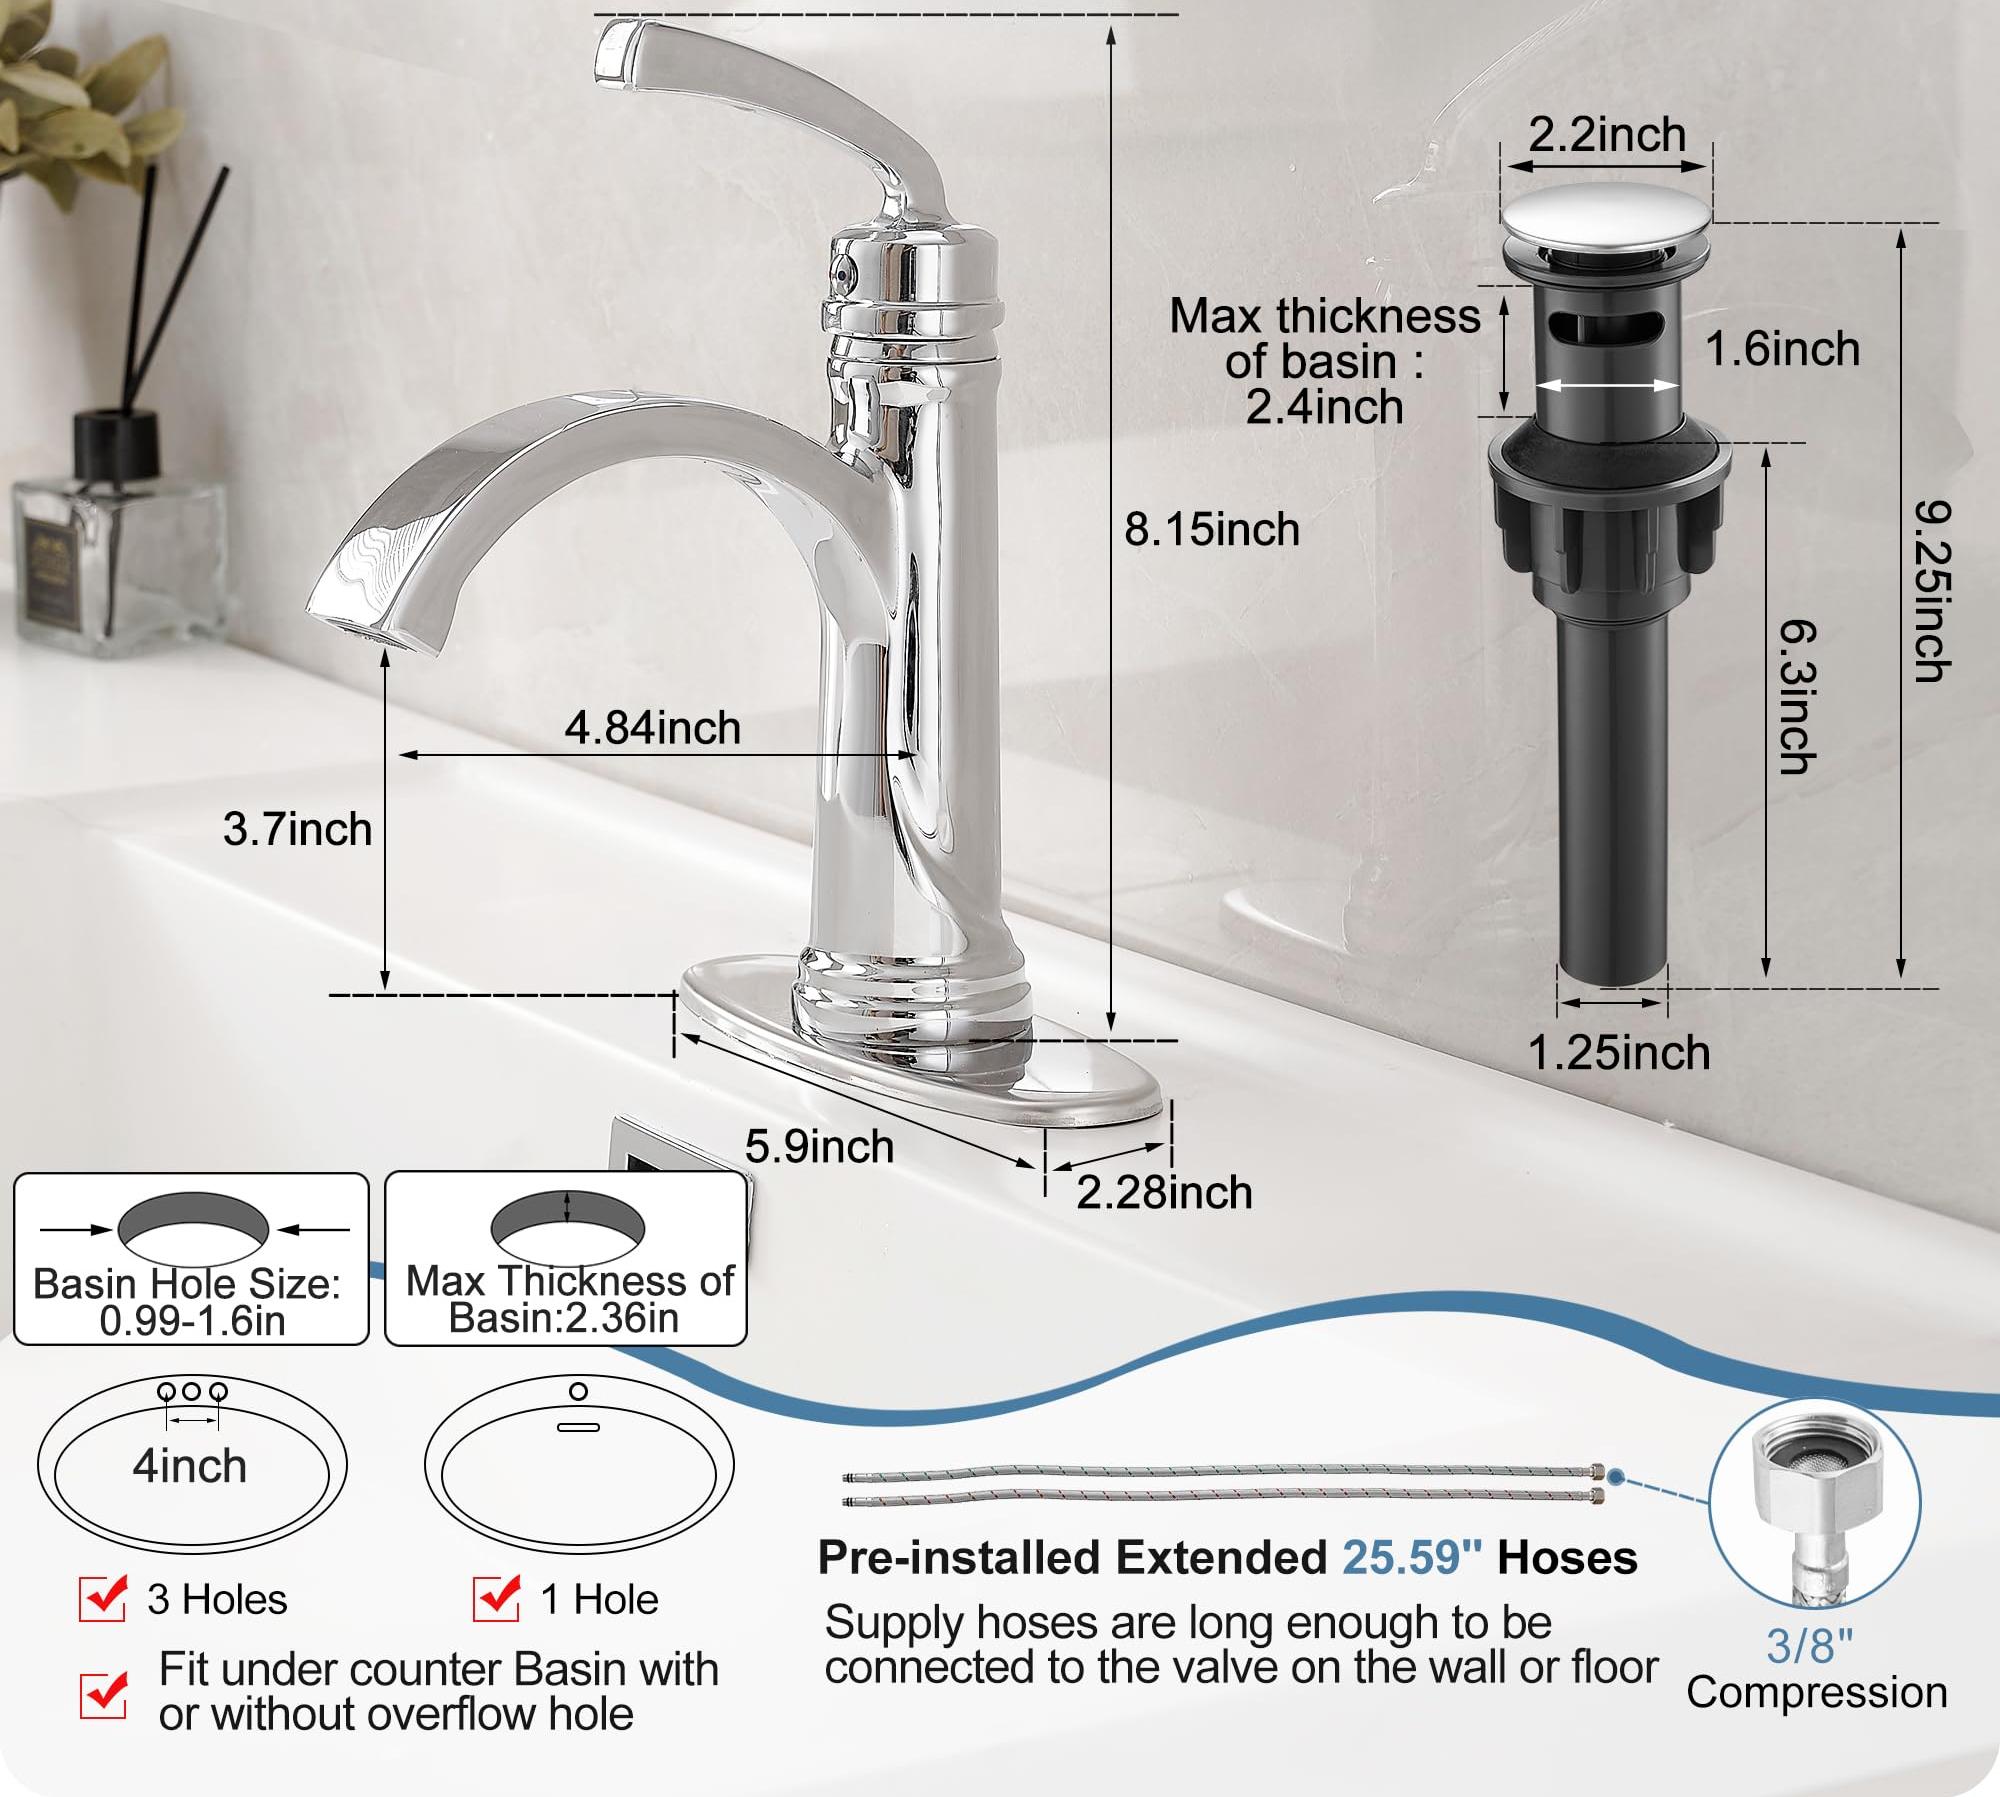 2.2inch
Max thickness
of basin :
2.4inch
1.6inch
8.15inch
9.25inch
6.3inch
4.84inch
3.7inch
1.25inch
5.9inch
2.28inch
Basin Hole Size:
0.99-1.6in
Max Thickness of
Basin:2.36in
4inch
3 Holes
1 Hole
Fit under counter Basin with
or without overflow hole
Pre-installed Extended 25.59" Hoses
Supply hoses are long enough to be
connected to the valve on the wall or floor
3/8"
Compression